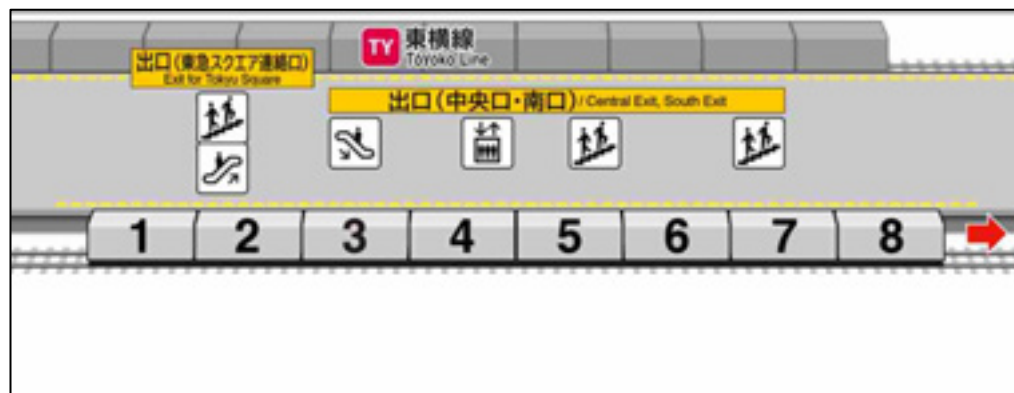 TY 東横線
Toyoko Line
出口(東急スクエア連絡口)
Exit for Tokyu Square
出口(中央口・南口)/Central Exit, South Exit
1 2 3 4 5 6 7 8